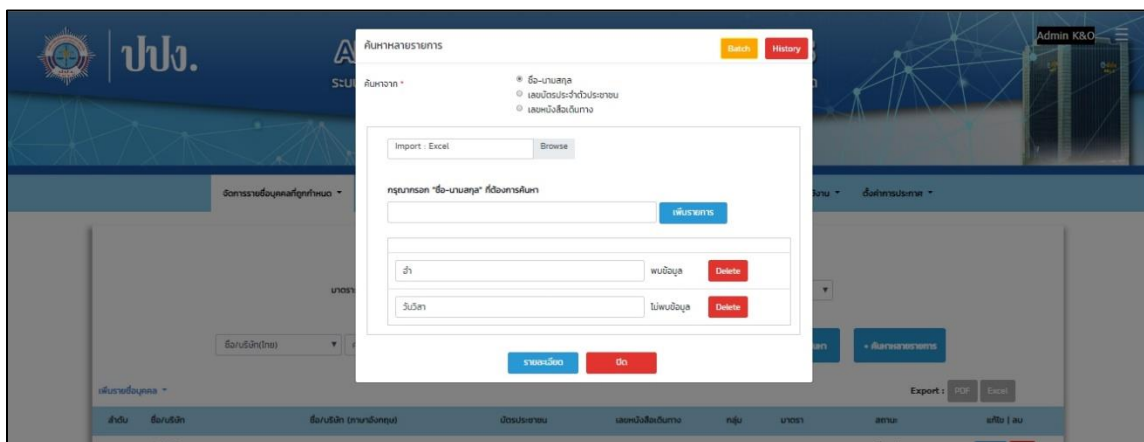 ปปง.
Admin K&O
ค้นหาหลายรายการ
Batch
History
ค้นหาจาก *
ชื่อ-นามสกุล
เลขบัตรประจำตัวประชาชน
เลขหนังสือเดินทาง
Import : Excel
Browse
จัดการรายชื่อบุคคลที่ถูกกำหนด
ตั้งค่าการประกาศ
กรุณากรอก "ชื่อ-นามสกุล" ที่ต้องการค้นหา
เพิ่มรายการ
อำ
พบข้อมูล
Delete
วันวิสา
ไม่พบข้อมูล
Delete
มาตรา
ชื่อ/บริษัท(ไทย)
+ ค้นหาหลายรายการ
รายละเอียด
ปิด
เพิ่มรายชื่อบุคคล
Export :
PDF
Excel
ลำดับ ชื่อ/บริษัท ชื่อ/บริษัท (ภาษาอังกฤษ) บัตรประชาชน เลขหนังสือเดินทาง กลุ่ม มาตรา สถานะ แก้ไข | ลบ